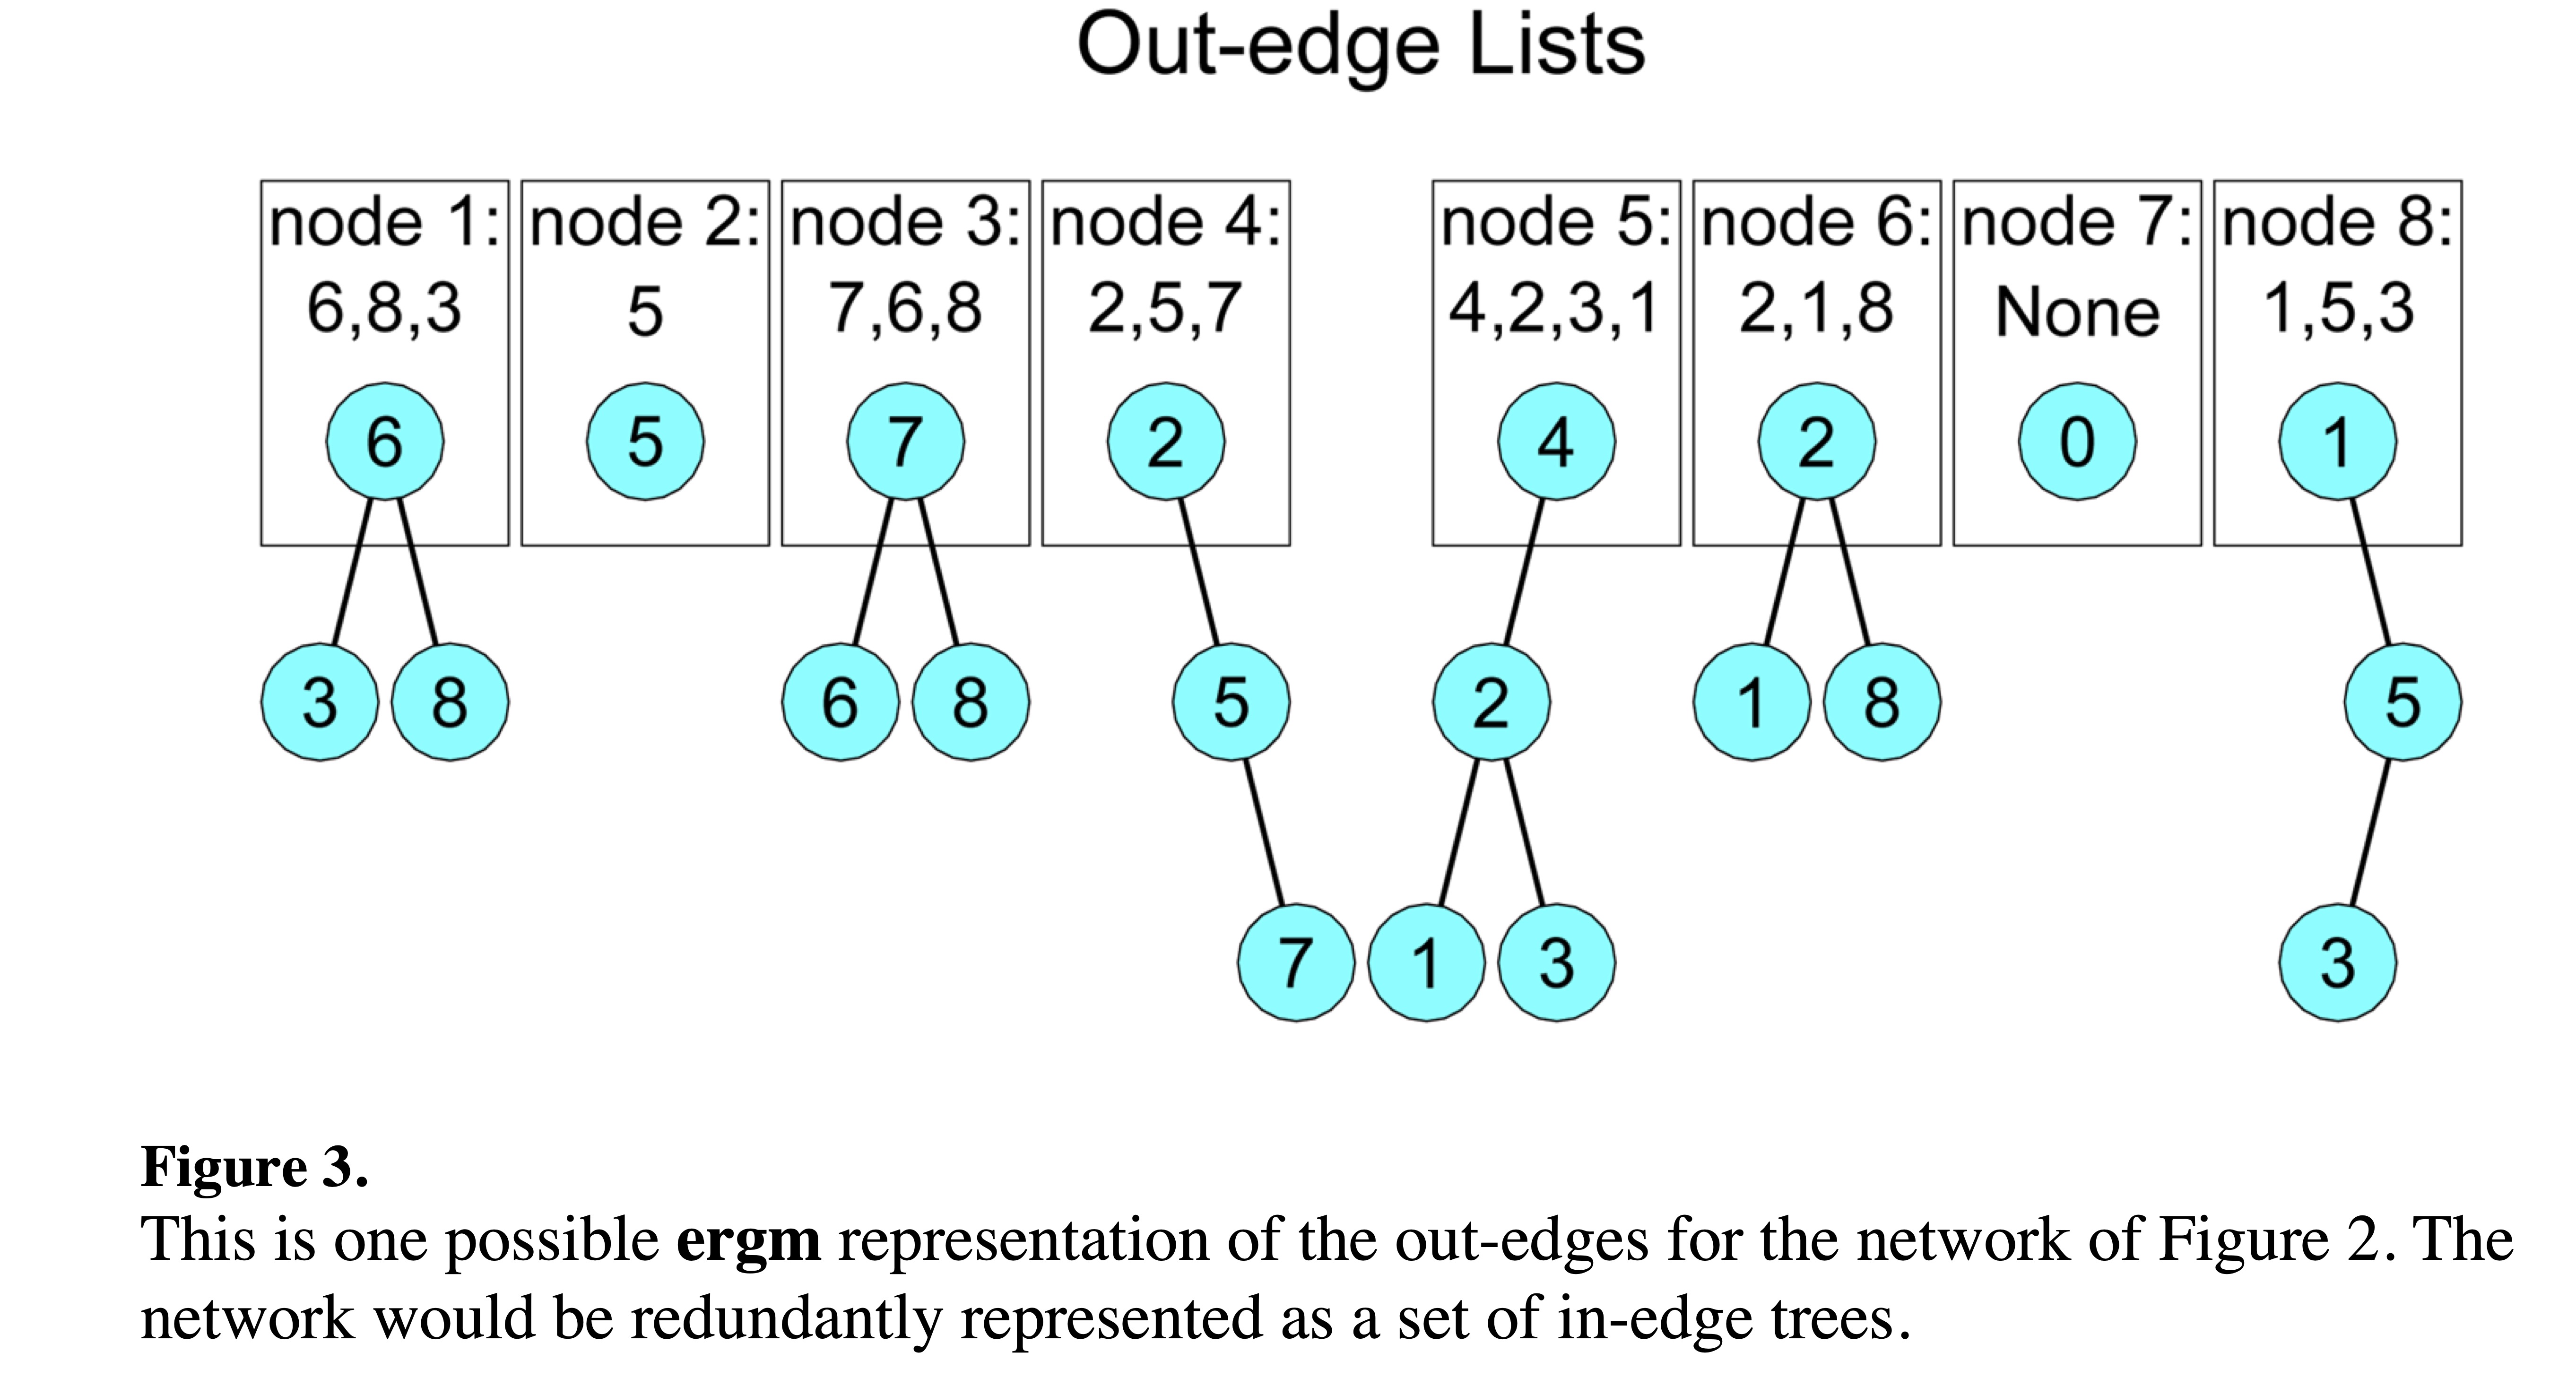 Out-edge Lists
node 1: node 2: node 3: node 4: node 5: node 6: node 7: node 8:
6,8,3 5 7,6,8 2,5,7 4,2,3,1 2,1,8 None 1,5,3
6 5 7 2 4 2 0 1
3 8 6 8 5 2 1 8 5
7 1 3 3
Figure 3.
This is one possible ergm representation of the out-edges for the network of Figure 2. The
network would be redundantly represented as a set of in-edge trees.